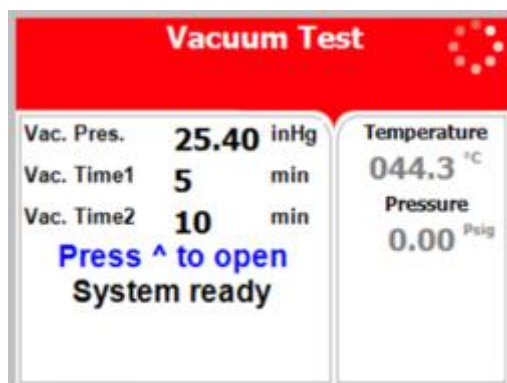 Vacuum Test
Vac. Pres. 25.40 inHg
Vac. Time1 5 min
Vac. Time2 10 min
Press ^ to open
System ready
Temperature
044.3 °C
Pressure
0.00 Psig